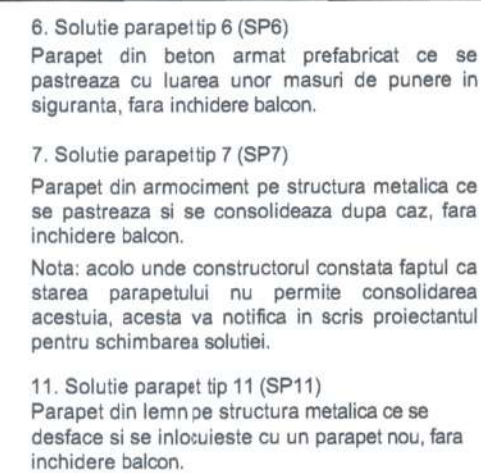 6. Solutie parapet tip 6 (SP6)
Parapet din beton armat prefabricat ce se
pastreaza cu luarea unor masuri de punere in
siguranta, fara inchidere balcon.
7. Solutie parapet tip 7 (SP7)
Parapet din armociment pe structura metalica ce
se pastreaza si se consolideaza dupa caz, fara
inchidere balcon.
Nota: acolo unde constructorul constata faptul ca
starea parapetului nu permite consolidarea
acestuia, acesta va notifica in scris proiectantul
pentru schimbarea solutiei.
11. Solutie parapet tip 11 (SP11)
Parapet din lemn pe structura metalica ce se
desface si se inlocuieste cu un parapet nou, fara
inchidere balcon.